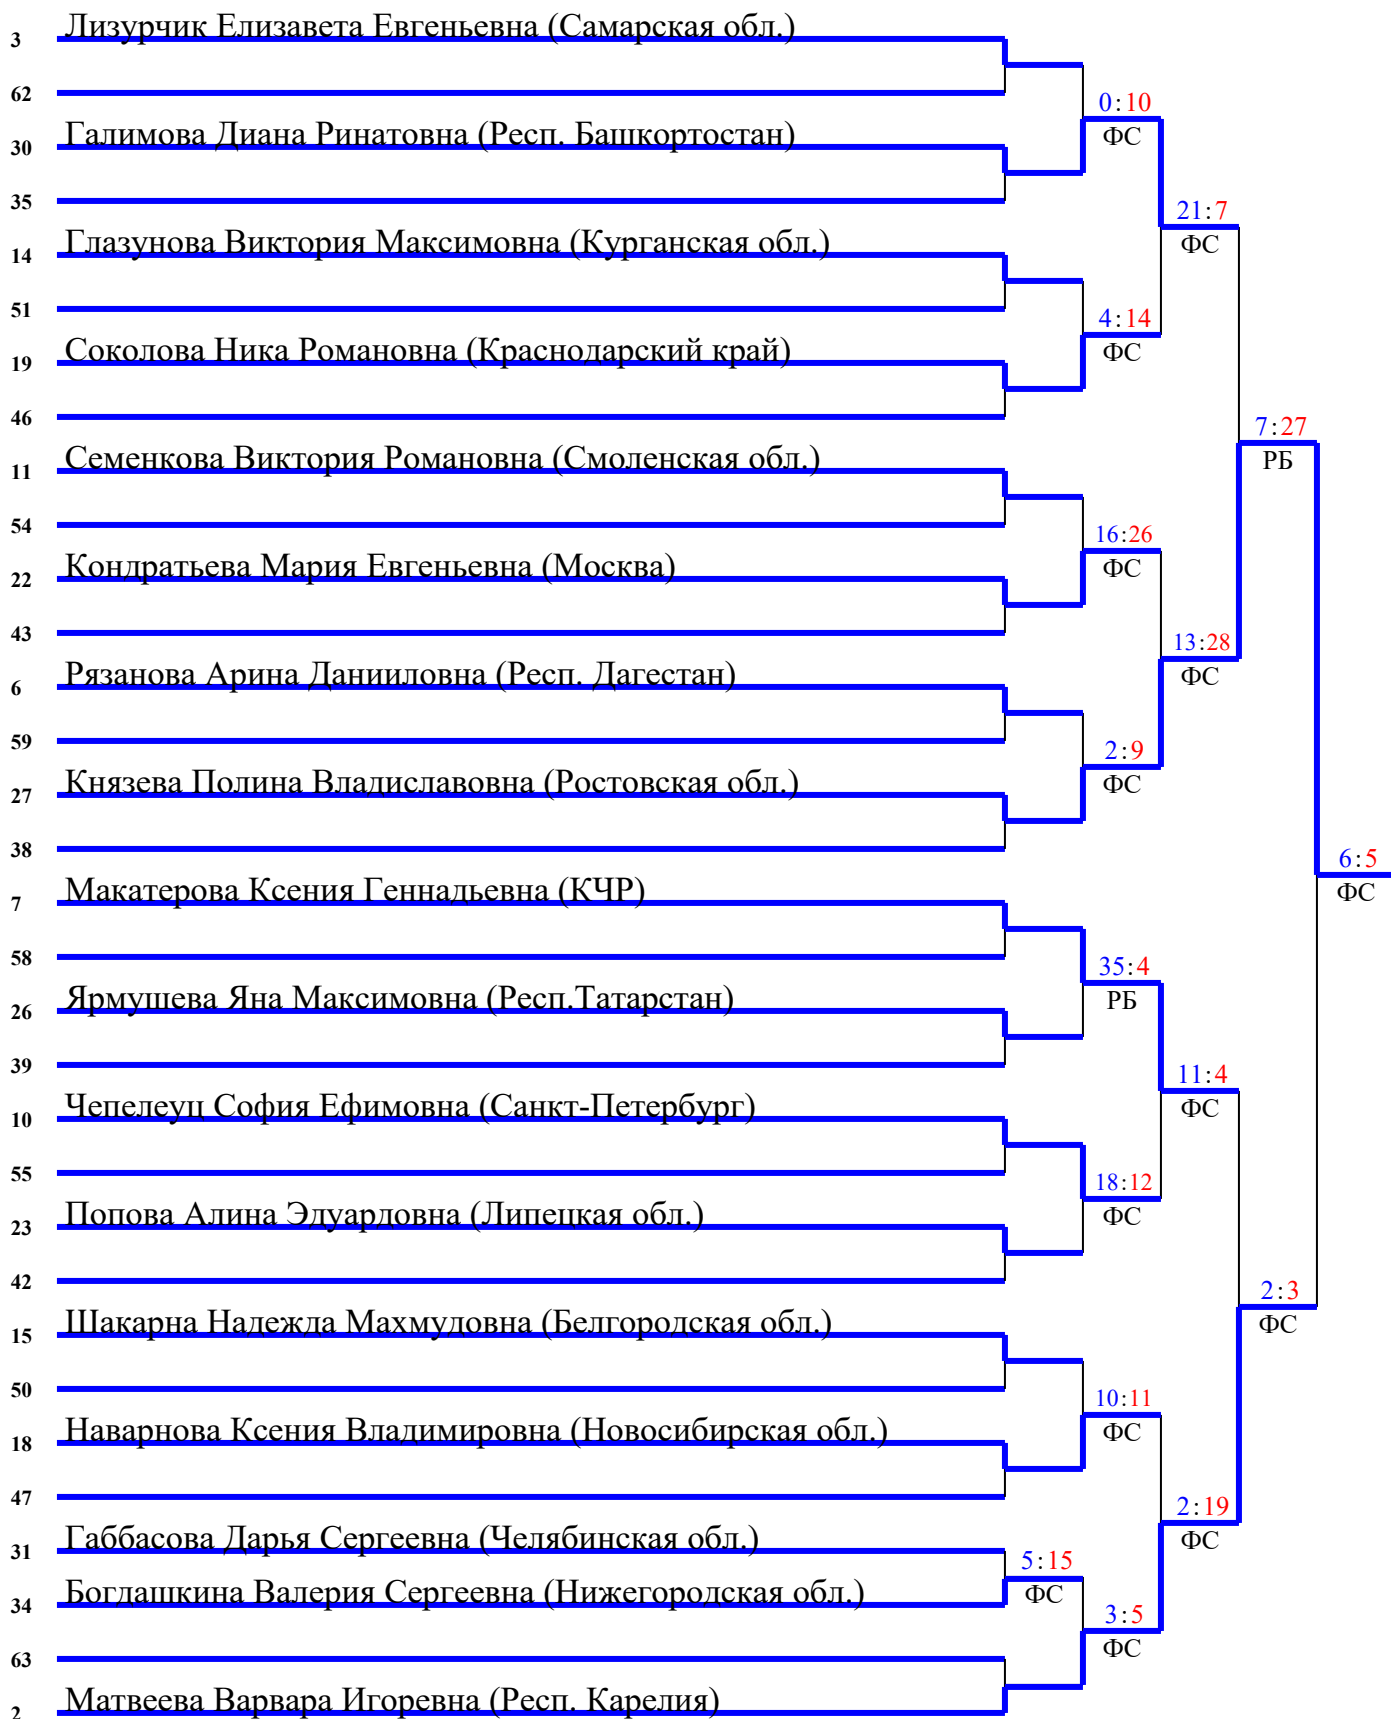 3 Лизурчик Елизавета Евгеньевна (Самарская обл.)
62
0:10
ФС
30 Галимова Диана Ринатовна (Респ. Башкортостан)
35
21:7
ФС
14 Глазунова Виктория Максимовна (Курганская обл.)
51
4:14
ФС
19 Соколова Ника Романовна (Краснодарский край)
46
7:27
РБ
11 Семенкова Виктория Романовна (Смоленская обл.)
54
16:26
ФС
22 Кондратьева Мария Евгеньевна (Москва)
43
13:28
ФС
6 Рязанова Арина Данииловна (Респ. Дагестан)
59
2:9
ФС
27 Князева Полина Владиславовна (Ростовская обл.)
38
6:5
ФС
7 Макатерова Ксения Геннадьевна (КЧР)
58
35:4
РБ
26 Ярмушева Яна Максимовна (Респ.Татарстан)
39
11:4
ФС
10 Чепелеуц София Ефимовна (Санкт-Петербург)
55
18:12
ФС
23 Попова Алина Эдуардовна (Липецкая обл.)
42
2:3
ФС
15 Шакарна Надежда Махмудовна (Белгородская обл.)
50
10:11
ФС
18 Наварнова Ксения Владимировна (Новосибирская обл.)
47
2:19
ФС
31 Габбасова Дарья Сергеевна (Челябинская обл.)
5:15
ФС
34 Богдашкина Валерия Сергеевна (Нижегородская обл.)
3:5
ФС
63
2 Матвеева Варвара Игоревна (Респ. Карелия)